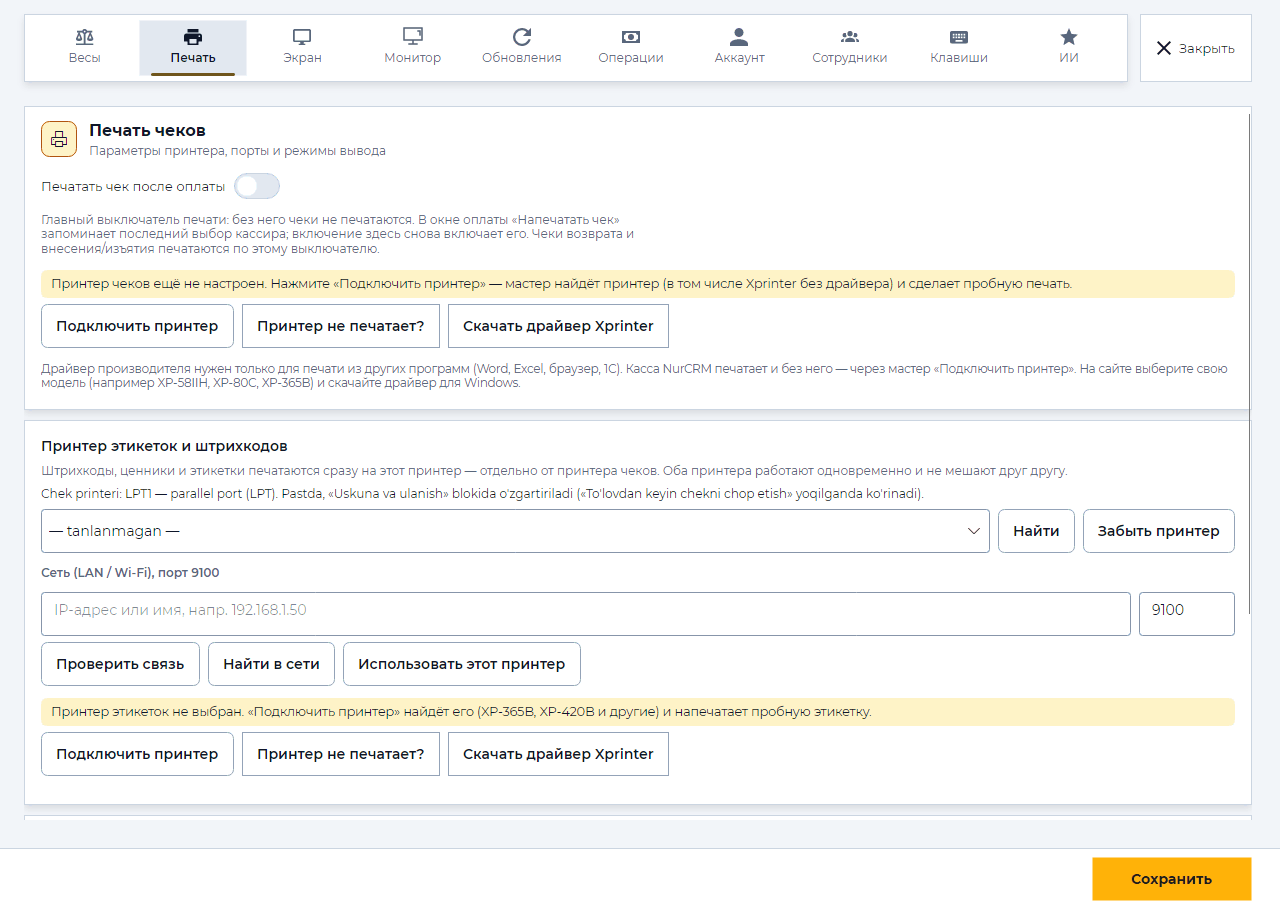 Весы
Печать
Экран
Монитор
Обновления
Операции
Аккаунт
Сотрудники
Клавиши
ИИ
Закрыть
Печать чеков
Параметры принтера, порты и режимы вывода
Печатать чек после оплаты
Главный выключатель печати: без него чеки не печатаются. В окне оплаты «Напечатать чек»
запоминает последний выбор кассира; включение здесь снова включает его. Чеки возврата и
внесения/изъятия печатаются по этому выключателю.
Принтер чеков ещё не настроен. Нажмите «Подключить принтер» — мастер найдёт принтер (в том числе Xprinter без драйвера) и сделает пробную печать.
Подключить принтер
Принтер не печатает?
Скачать драйвер Xprinter
Драйвер производителя нужен только для печати из других программ (Word, Excel, браузер, 1С). Касса NurCRM печатает и без него — через мастер «Подключить принтер». На сайте выберите свою
модель (например XP-58IIH, XP-80C, XP-365B) и скачайте драйвер для Windows.
Принтер этикеток и штрихкодов
Штрихкоды, ценники и этикетки печатаются сразу на этот принтер — отдельно от принтера чеков. Оба принтера работают одновременно и не мешают друг другу.
Chek printeri: LPT1 — parallel port (LPT). Pastda, «Uskuna va ulanish» blokida o'zgartiriladi («To'lovdan keyin chekni chop etish» yoqilganda ko'rinadi).
— tanlanmagan —
Найти
Забыть принтер
Сеть (LAN / Wi-Fi), порт 9100
IP-адрес или имя, напр. 192.168.1.50
9100
Проверить связь
Найти в сети
Использовать этот принтер
Принтер этикеток не выбран. «Подключить принтер» найдёт его (XP-365B, XP-420B и другие) и напечатает пробную этикетку.
Подключить принтер
Принтер не печатает?
Скачать драйвер Xprinter
Сохранить